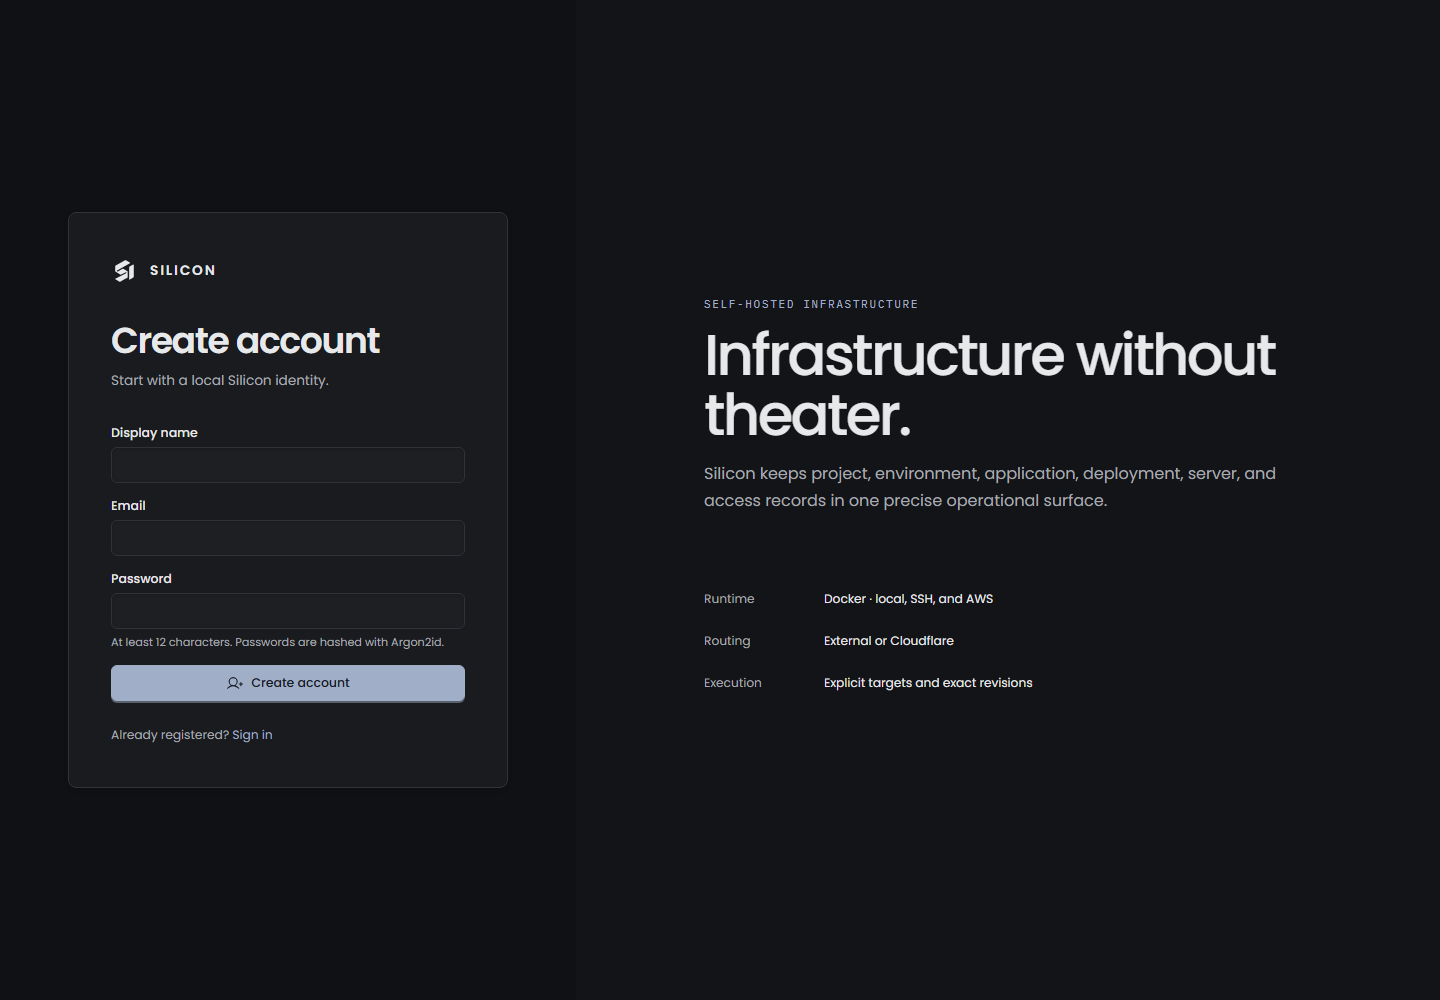 SILICON
Create account
Start with a local Silicon identity.
Display name
Email
Password
At least 12 characters. Passwords are hashed with Argon2id.
Create account
Already registered? Sign in
SELF-HOSTED INFRASTRUCTURE
Infrastructure without
theater.
Silicon keeps project, environment, application, deployment, server, and
access records in one precise operational surface.
Runtime Docker · local, SSH, and AWS
Routing External or Cloudflare
Execution Explicit targets and exact revisions